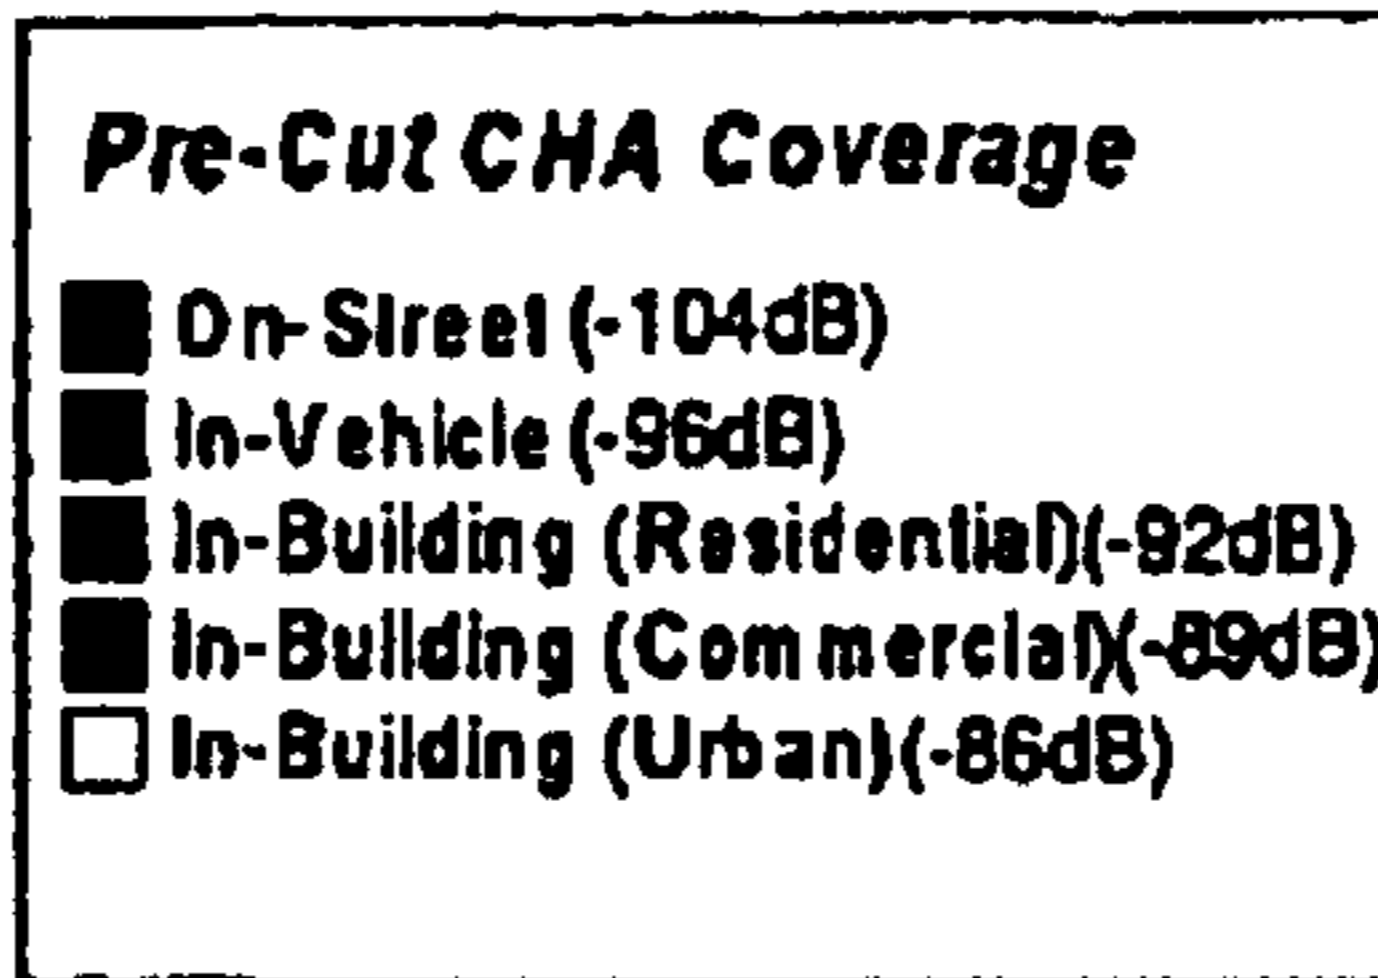 Pre-Cut CHA Coverage
On-Street (-104dB)
In-Vehicle (-96dB)
In-Building (Residential)(-92dB)
In-Building (Commercial)(-89dB)
In-Building (Urban)(-86dB)